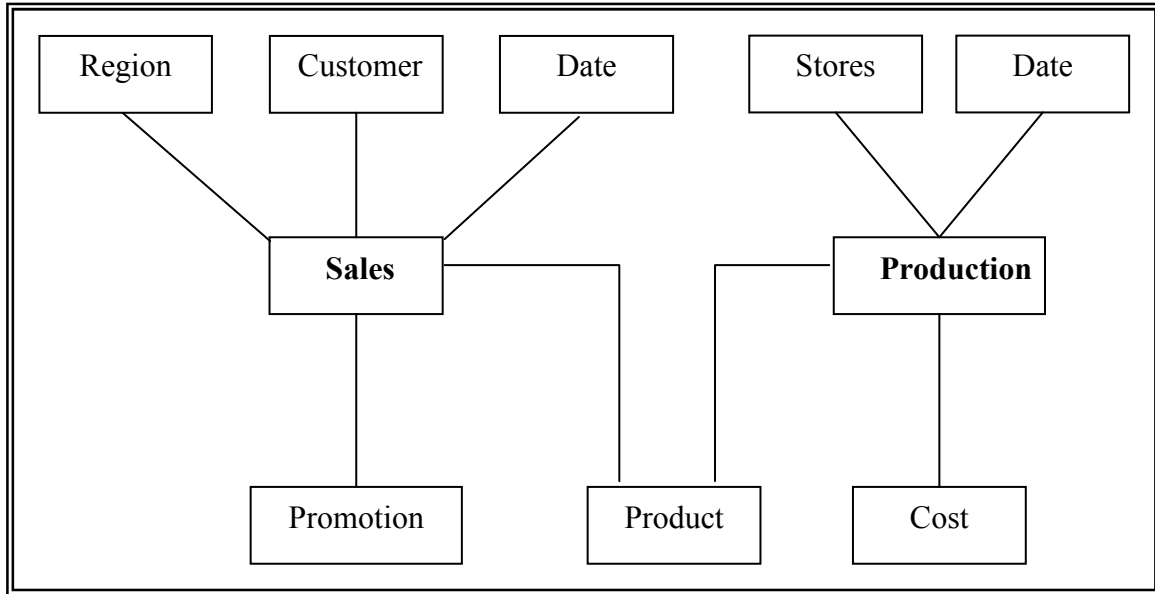 Region
Customer
Date
Stores
Date
Sales
Production
Promotion
Product
Cost